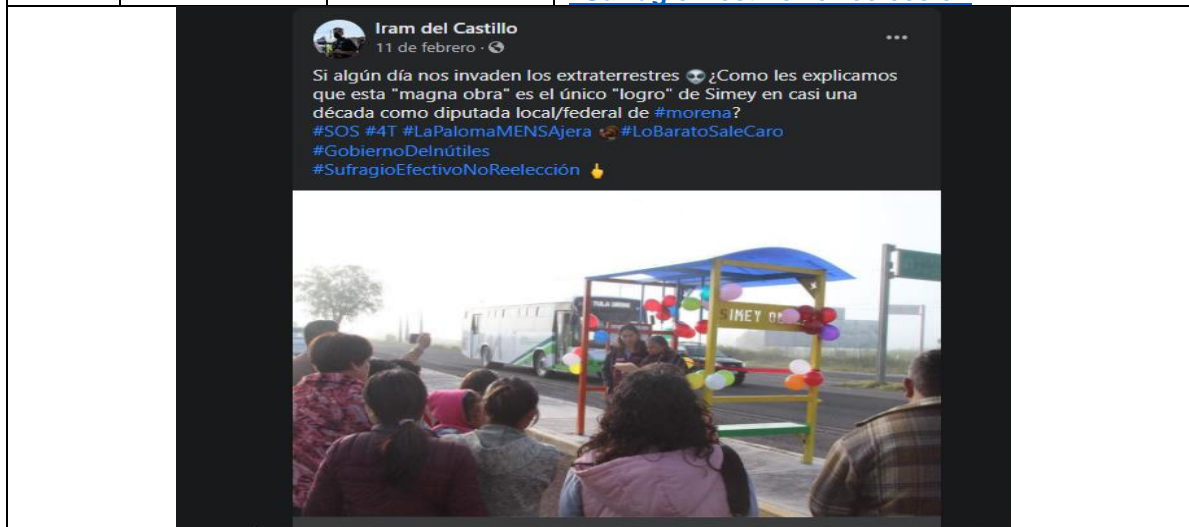 Iram del Castillo
11 de febrero ·
Si algún día nos invaden los extraterrestres 👽 ¿Como les explicamos
que esta "magna obra" es el único "logro" de Simey en casi una
década como diputada local/federal de #morena?
#SOS #4T #LaPalomaMENSAjera 🦃 #LoBaratoSaleCaro
#GobiernoDeInútiles
#SufragioEfectivoNoReelección 🖕
SIMEY